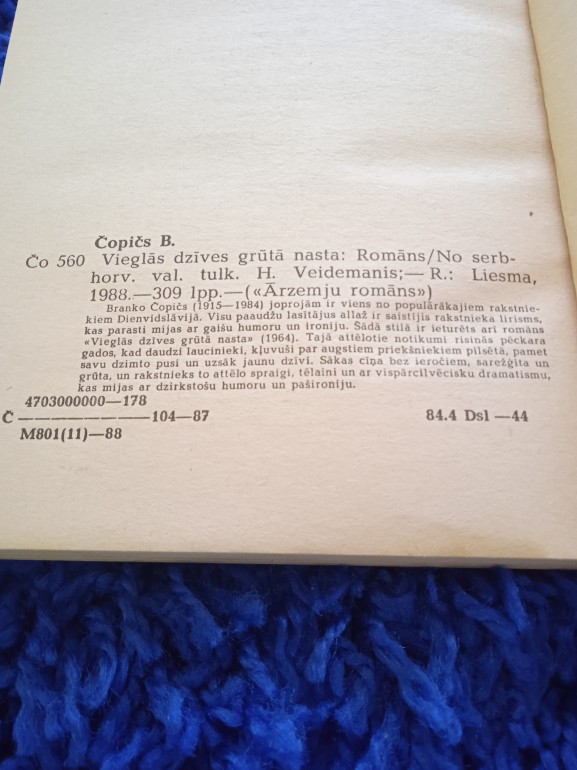 Čopičs B.
Čo 560 Vieglās dzīves grūtā nasta: Romāns/No serb-
horv. val. tulk. H. Veidemanis;— R.: Liesma,
1988.—309 lpp.—(«Ārzemju romāns»)
Branko Čopičs (1915—1984) joprojām ir viens no populārākajiem rakstnie-
kiem Dienvidslāvijā. Visu paaudžu lasītājus allaž ir saistījis rakstnieka lirisms,
kas parasti mijas ar gaišu humoru un ironiju. Šādā stilā ir ieturēts arī romāns
«Vieglās dzīves grūtā nasta» (1964). Tajā attēlotie notikumi risinās pēckara
gados, kad daudzi laucinieki, kļuvuši par augstiem priekšniekiem pilsētā, pamet
savu dzimto pusi un uzsāk jaunu dzīvi. Sākas cīņa bez ieročiem, sarežģīta un
grūta, un rakstnieks to attēlo spraigi, tēlaini un ar vispārcilvēcisku dramatismu,
kas mijas ar dzirkstošu humoru un pašironiju.
4703000000—178
Č ——————— 104—87 84.4 Dsl —44
M801(11)—88